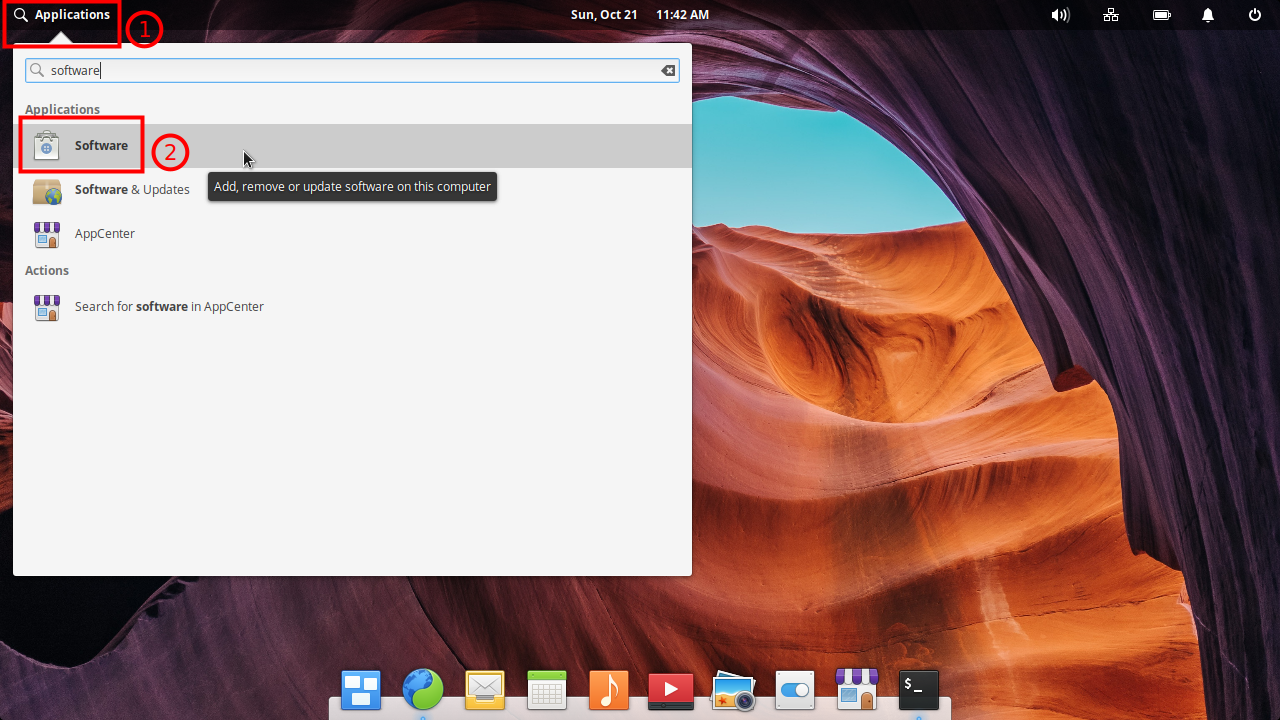 Applications
Sun, Oct 21 11:42 AM
1
software
Applications
Software
2
Add, remove or update software on this computer
Software & Updates
AppCenter
Actions
Search for software in AppCenter
$_